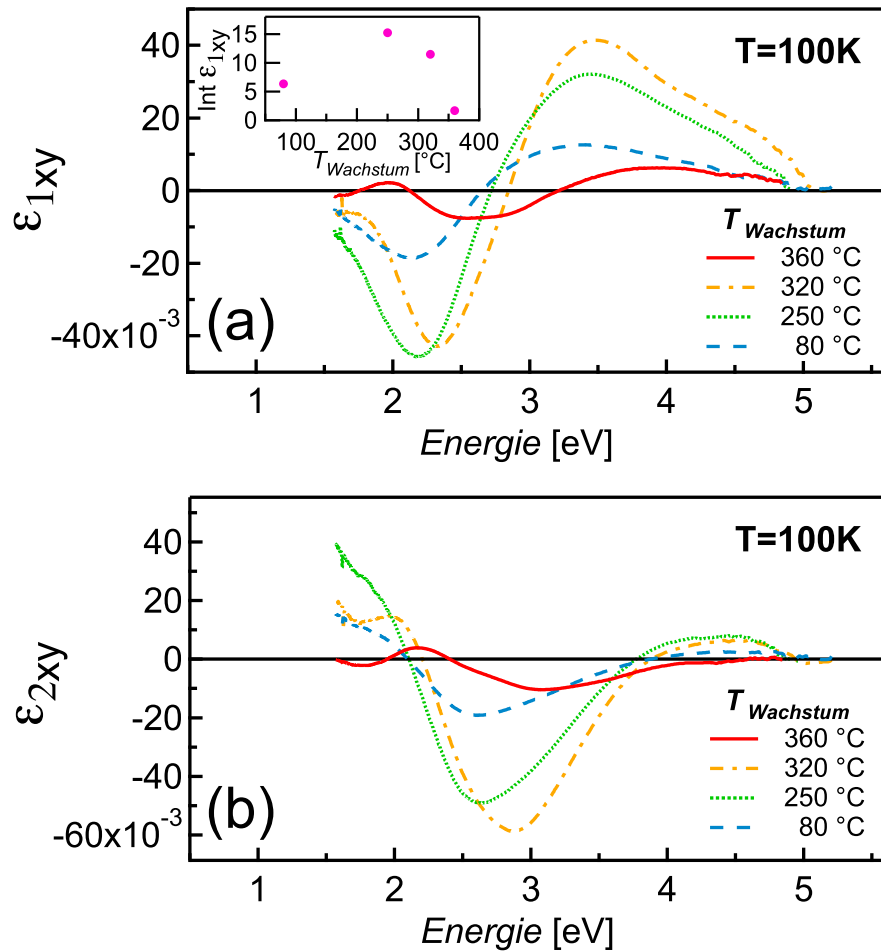 40
20
0
-20
-40x10-3
ε1xy
15
10
5
0
Int ε1xy
100 200 300 400
TWachstum [°C]
T=100K
TWachstum
360 °C
320 °C
250 °C
80 °C
(a)
1 2 3 4 5
Energie [eV]
40
20
0
-20
-40
-60x10-3
ε2xy
T=100K
TWachstum
360 °C
320 °C
250 °C
80 °C
(b)
1 2 3 4 5
Energie [eV]